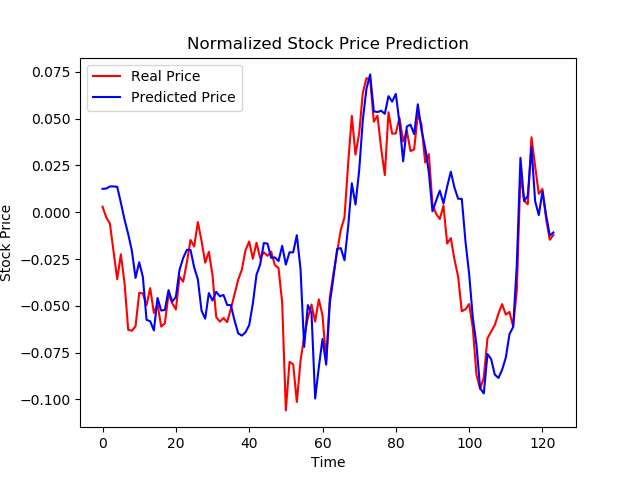 Normalized Stock Price Prediction
Real Price
Predicted Price
0.075
0.050
0.025
0.000
−0.025
−0.050
−0.075
−0.100
Stock Price
0 20 40 60 80 100 120
Time